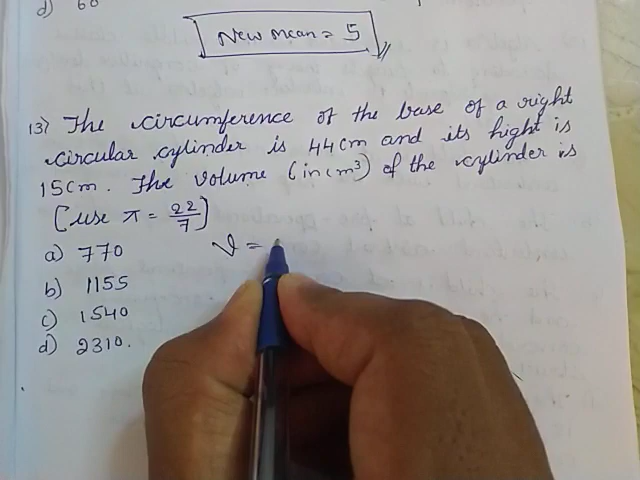 d) 60
New mean = 5
13) The circumference of the base of a right
circular cylinder is 44cm and its hight is
15cm. The volume (in cm³) of the cylinder is
[use π = 22/7]
a) 770
V =
b) 1155
c) 1540
d) 2310.